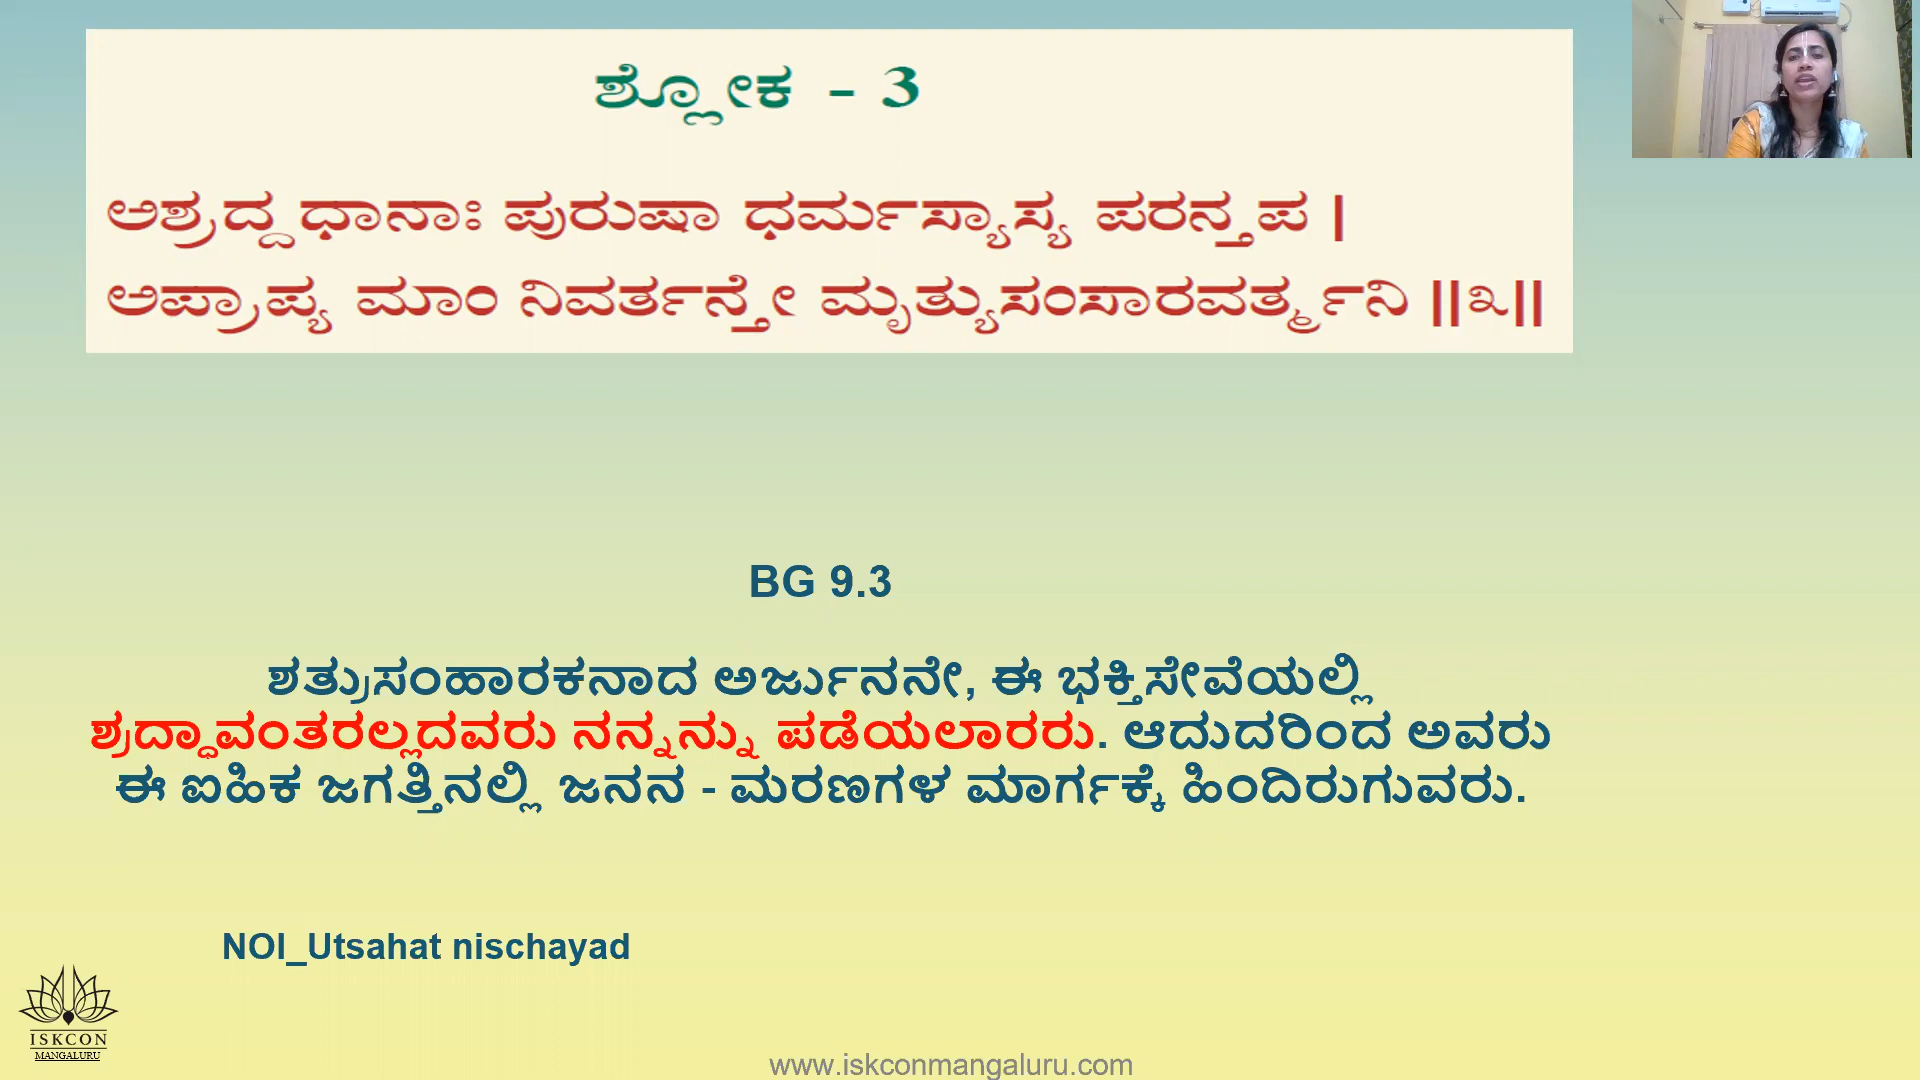 ಶ್ಲೋಕ - 3
ಅಶ್ರದ್ದಧಾನಾಃ ಪುರುಷಾ ಧರ್ಮಸ್ಯಾಸ್ಯ ಪರನ್ತಪ |
ಅಪ್ರಾಪ್ಯ ಮಾಂ ನಿವರ್ತನ್ತೇ ಮೃತ್ಯುಸಂಸಾರವರ್ತ್ಮನಿ ||೩||
BG 9.3
ಶತ್ರುಸಂಹಾರಕನಾದ ಅರ್ಜುನನೇ, ಈ ಭಕ್ತಿಸೇವೆಯಲ್ಲಿ
ಶ್ರದ್ಧಾವಂತರಲ್ಲದವರು ನನ್ನನ್ನು ಪಡೆಯಲಾರರು. ಆದುದರಿಂದ ಅವರು
ಈ ಐಹಿಕ ಜಗತ್ತಿನಲ್ಲಿ ಜನನ - ಮರಣಗಳ ಮಾರ್ಗಕ್ಕೆ ಹಿಂದಿರುಗುವರು.
NOI_Utsahat nischayad
ISKCON
MANGALURU
www.iskconmangaluru.com